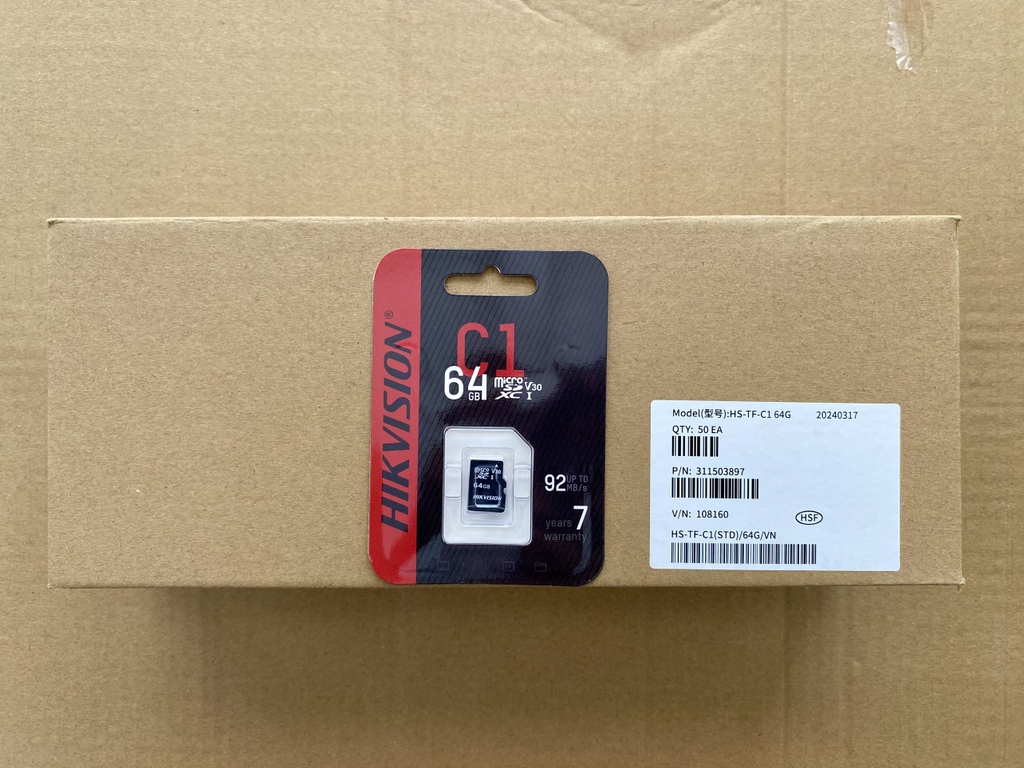 HIKVISION®
C1
64 GB micro SD XC I V30
micro SD XC I V30
64GB
HIKVISION
92 UP TO MB/s
7 years warranty
Model(型号):HS-TF-C1 64G 20240317
QTY: 50 EA
P/N: 311503897
V/N: 108160
HSF
HS-TF-C1(STD)/64G/VN